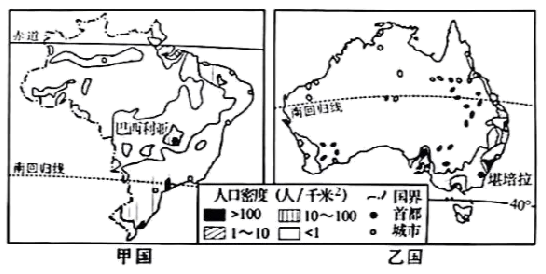 赤道
巴西利亚
南回归线
甲国
南回归线
堪培拉
40°
乙国
人口密度 (人/千米²)
>100
10～100
1～10
<1
国界
首都
城市